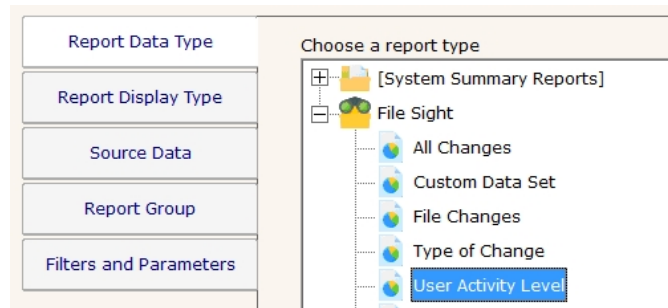 Report Data Type
Report Display Type
Source Data
Report Group
Filters and Parameters
Choose a report type
[System Summary Reports]
File Sight
All Changes
Custom Data Set
File Changes
Type of Change
User Activity Level